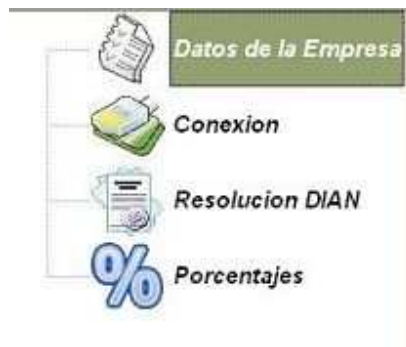 Datos de la Empresa
Conexion
Resolucion DIAN
Porcentajes